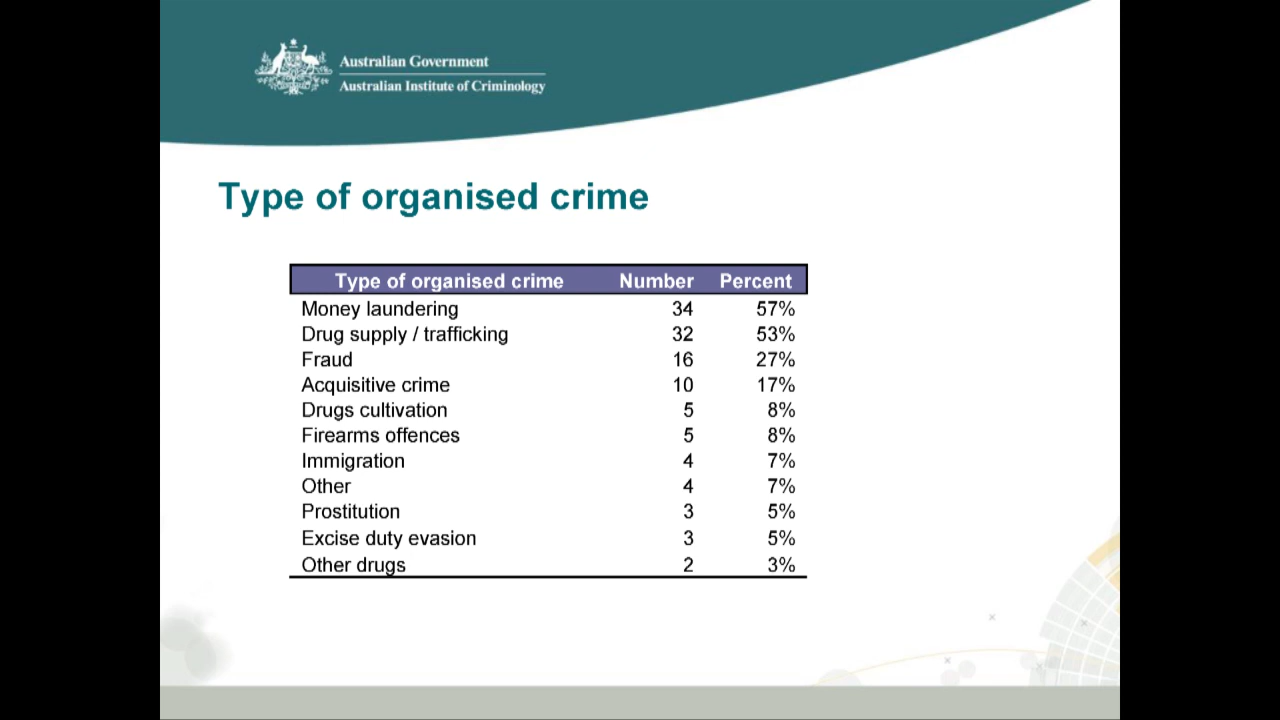 Australian Government
Australian Institute of Criminology
Type of organised crime
Type of organised crime Number Percent
Money laundering 34 57%
Drug supply / trafficking 32 53%
Fraud 16 27%
Acquisitive crime 10 17%
Drugs cultivation 5 8%
Firearms offences 5 8%
Immigration 4 7%
Other 4 7%
Prostitution 3 5%
Excise duty evasion 3 5%
Other drugs 2 3%